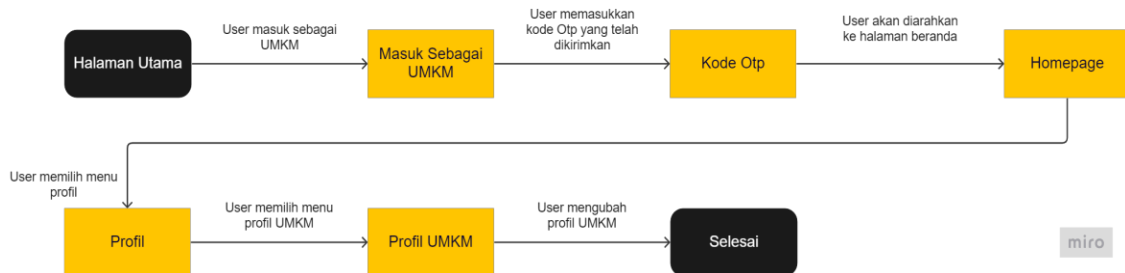 Halaman Utama
User masuk sebagai
UMKM
Masuk Sebagai
UMKM
User memasukkan
kode Otp yang telah
dikirimkan
Kode Otp
User akan diarahkan
ke halaman beranda
Homepage
User memilih menu
profil
Profil
User memilih menu
profil UMKM
Profil UMKM
User mengubah
profil UMKM
Selesai
miro